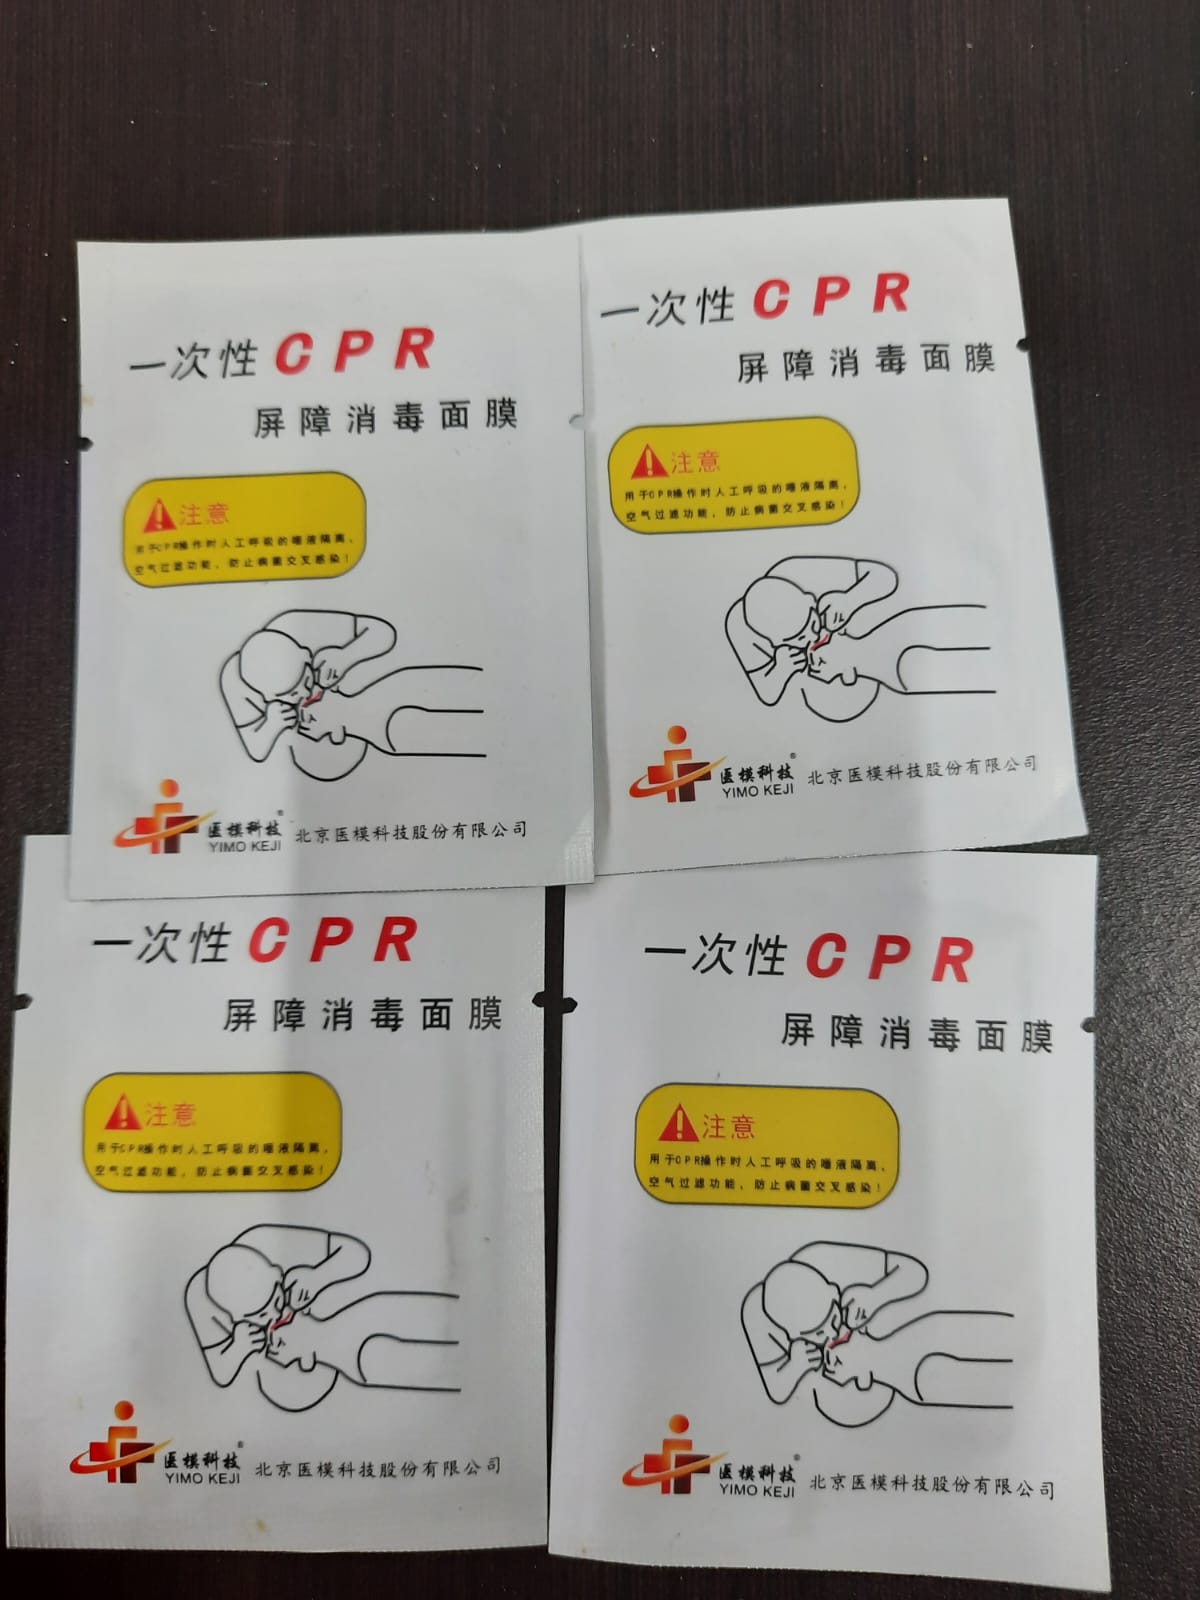 一次性CPR
屏障消毒面膜
注意
用于CPR操作时人工呼吸的唾液隔离，
空气过滤功能，防止病菌交叉感染！
医模科技®
YIMO KEJI
北京医模科技股份有限公司
一次性CPR
屏障消毒面膜
注意
用于CPR操作时人工呼吸的唾液隔离，
空气过滤功能，防止病菌交叉感染！
医模科技®
YIMO KEJI
北京医模科技股份有限公司
一次性CPR
屏障消毒面膜
注意
用于CPR操作时人工呼吸的唾液隔离，
空气过滤功能，防止病菌交叉感染！
医模科技®
YIMO KEJI
北京医模科技股份有限公司
一次性CPR
屏障消毒面膜
注意
用于CPR操作时人工呼吸的唾液隔离，
空气过滤功能，防止病菌交叉感染！
医模科技®
YIMO KEJI
北京医模科技股份有限公司